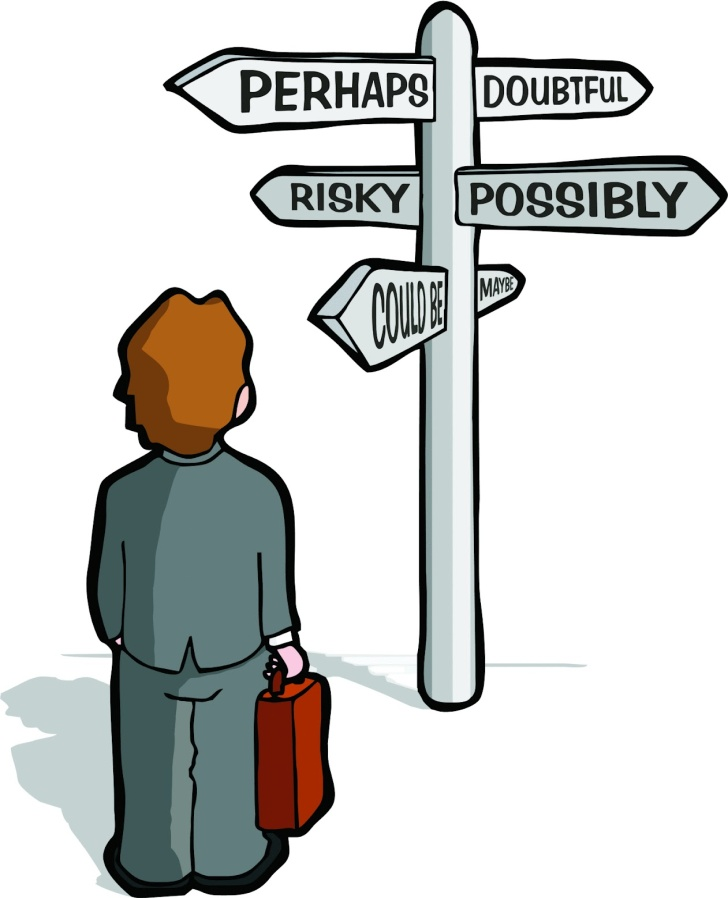 PERHAPS
DOUBTFUL
RISKY
POSSIBLY
COULD BE
MAYBE